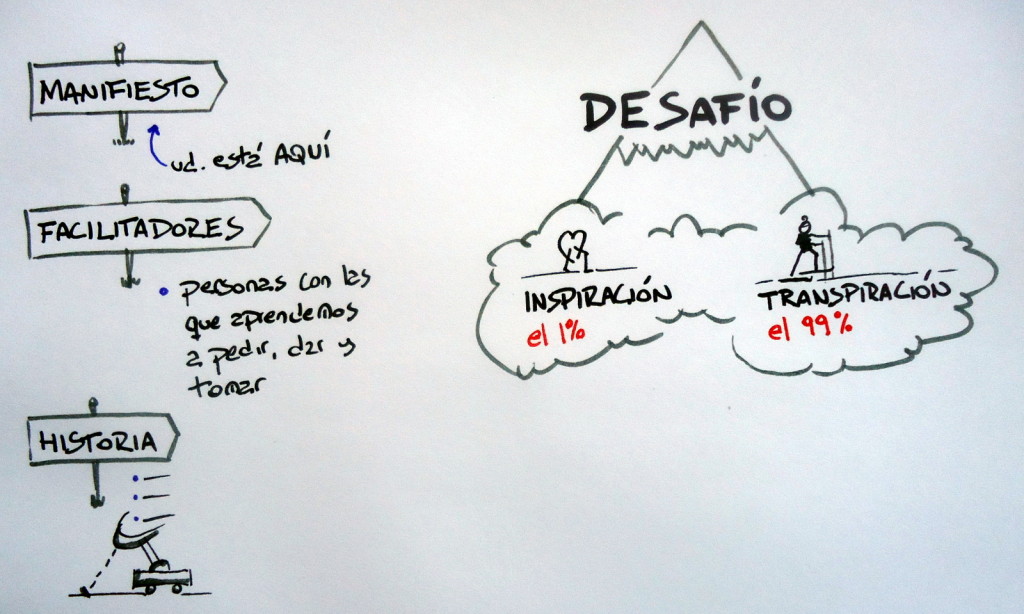 MANIFIESTO
ud. está AQUÍ
FACILITADORES
• personas con las
que aprendemos
a pedir, dar y
tomar
HISTORIA
DESAFÍO
INSPIRACIÓN
el 1%
TRANSPIRACIÓN
el 99%